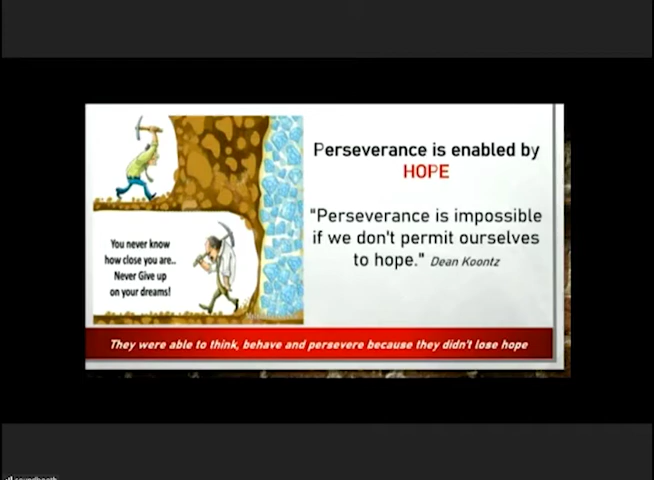 Perseverance is enabled by
HOPE
"Perseverance is impossible
if we don't permit ourselves
to hope." Dean Koontz
You never know
how close you are..
Never Give up
on your dreams!
They were able to think, behave and persevere because they didn't lose hope